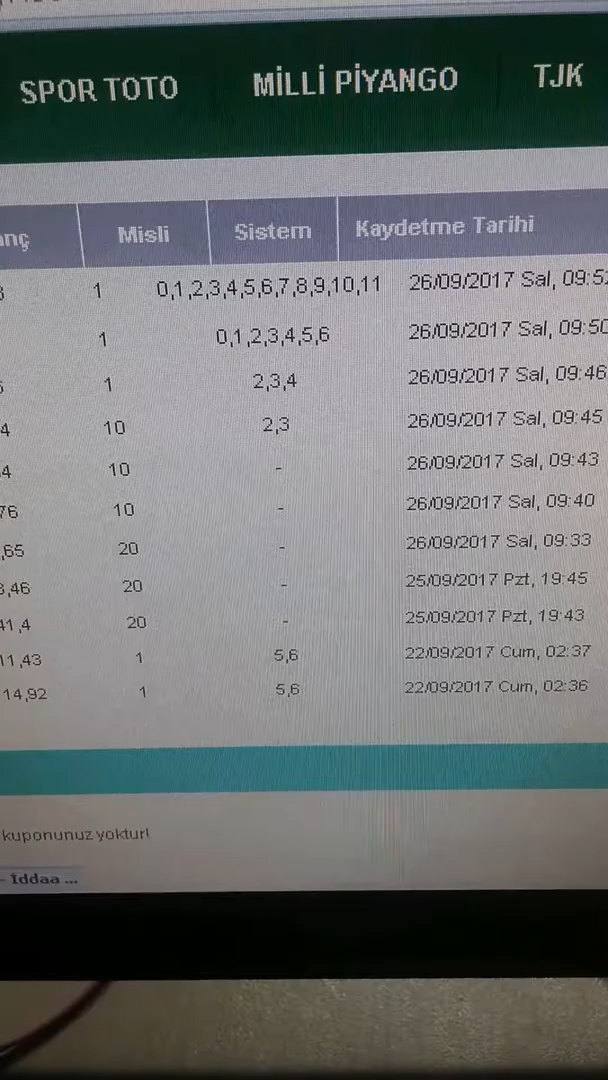 SPOR TOTO MİLLİ PİYANGO TJK
Misli Sistem Kaydetme Tarihi
1 0,1,2,3,4,5,6,7,8,9,10,11 26/09/2017 Sal, 09:5
1 0,1,2,3,4,5,6 26/09/2017 Sal, 09:50
1 2,3,4 26/09/2017 Sal, 09:46
4 10 2,3 26/09/2017 Sal, 09:45
4 10 - 26/09/2017 Sal, 09:43
76 10 - 26/09/2017 Sal, 09:40
,65 20 - 26/09/2017 Sal, 09:33
3,46 20 - 25/09/2017 Pzt, 19:45
41,4 20 - 25/09/2017 Pzt, 19:43
11,43 1 5,6 22/09/2017 Cum, 02:37
14,92 1 5,6 22/09/2017 Cum, 02:36
kuponunuz yoktur!
- İddaa ...